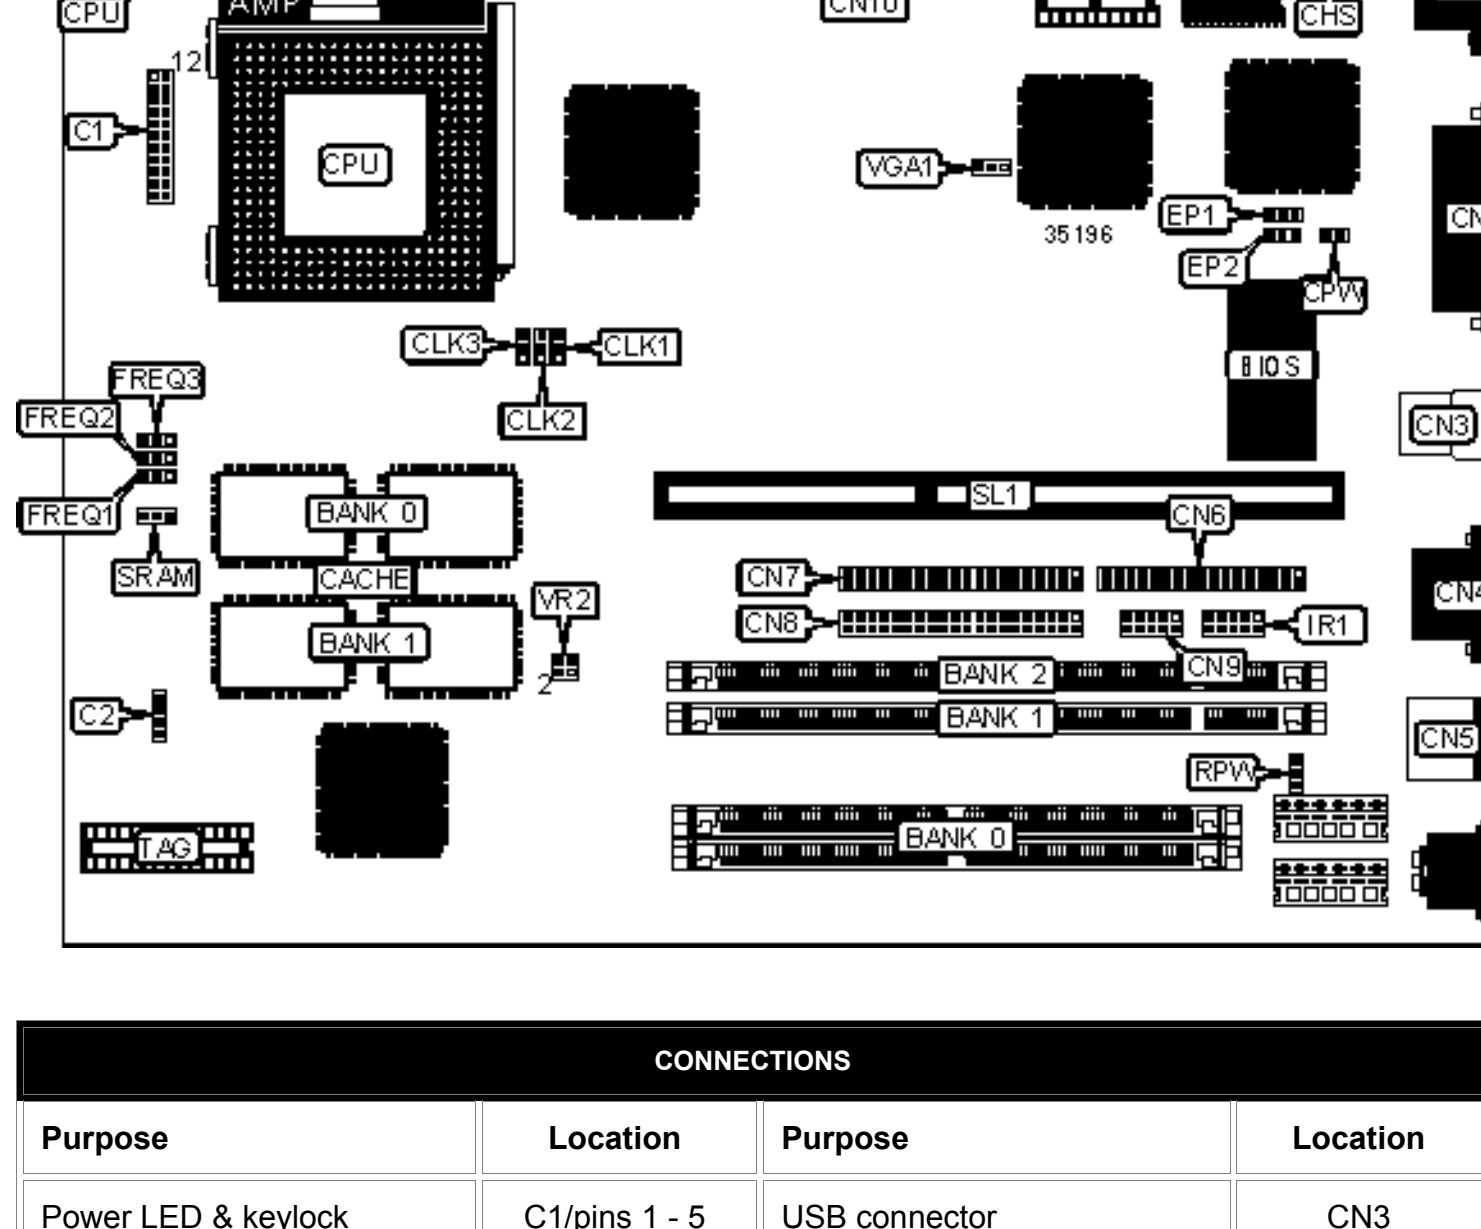 CPU
AMP
CN10
CHS
12
C1
CPU
VGA1
35196
EP1
EP2
CPW
CLK3
CLK1
CLK2
BIOS
FREQ3
FREQ2
FREQ1
SRAM
CN3
SL1
CN6
BANK 0
CACHE
BANK 1
VR2
2
CN7
CN8
IR1
CN9
CN4
BANK 2
BANK 1
C2
CN5
RPW
TAG
BANK 0
CONNECTIONS
Purpose Location Purpose Location
Power LED & keylock C1/pins 1 - 5 USB connector CN3